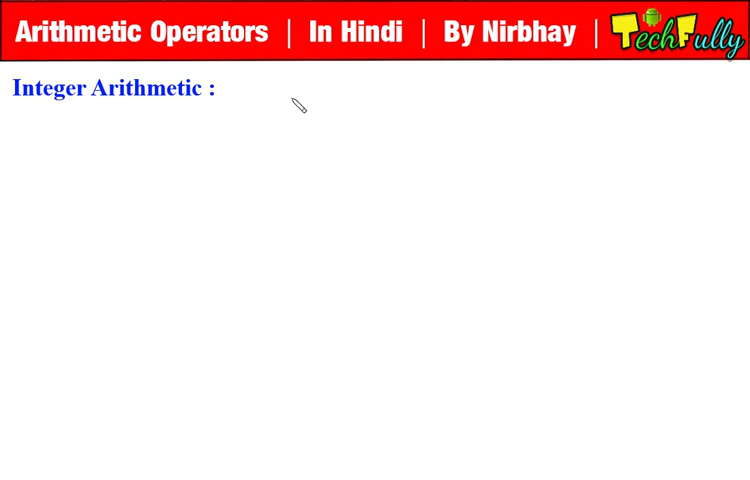 Arithmetic Operators | In Hindi | By Nirbhay | TechFully
Integer Arithmetic :